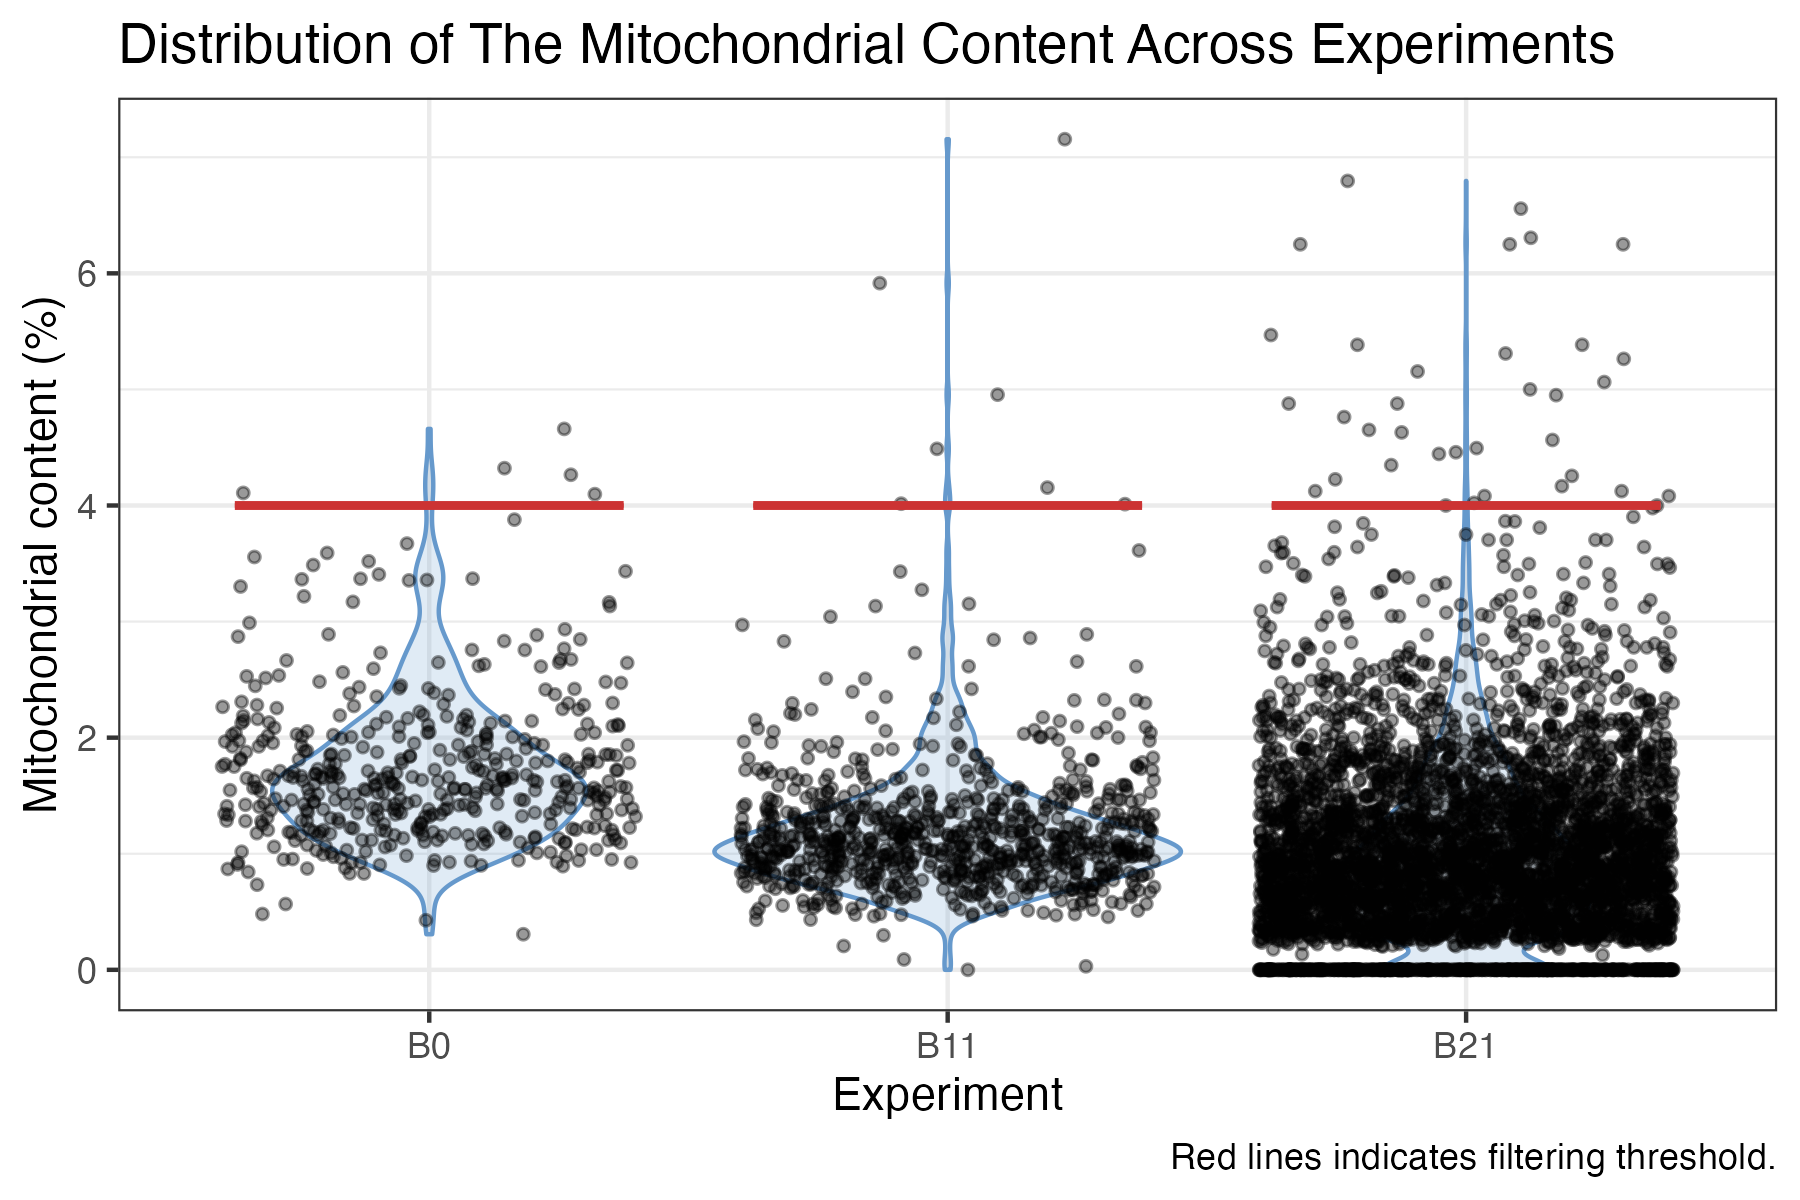 Distribution of The Mitochondrial Content Across Experiments
Mitochondrial content (%)
6
4
2
0
B0 B11 B21
Experiment
Red lines indicates filtering threshold.